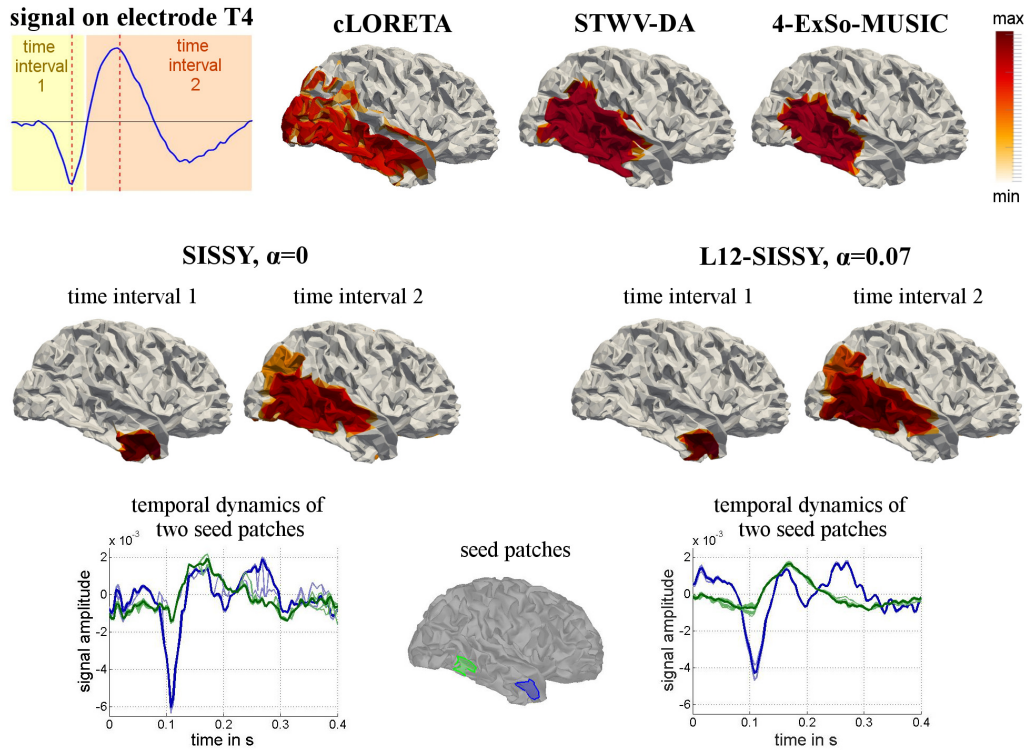 signal on electrode T4
time interval 1
time interval 2
cLORETA
STWV-DA
4-ExSo-MUSIC
max
min
SISSY, α=0
time interval 1
time interval 2
L12-SISSY, α=0.07
time interval 1
time interval 2
temporal dynamics of
two seed patches
x 10⁻³
signal amplitude
2
0
-2
-4
-6
0 0.1 0.2 0.3 0.4
time in s
seed patches
temporal dynamics of
two seed patches
x 10⁻³
signal amplitude
2
0
-2
-4
-6
0 0.1 0.2 0.3 0.4
time in s